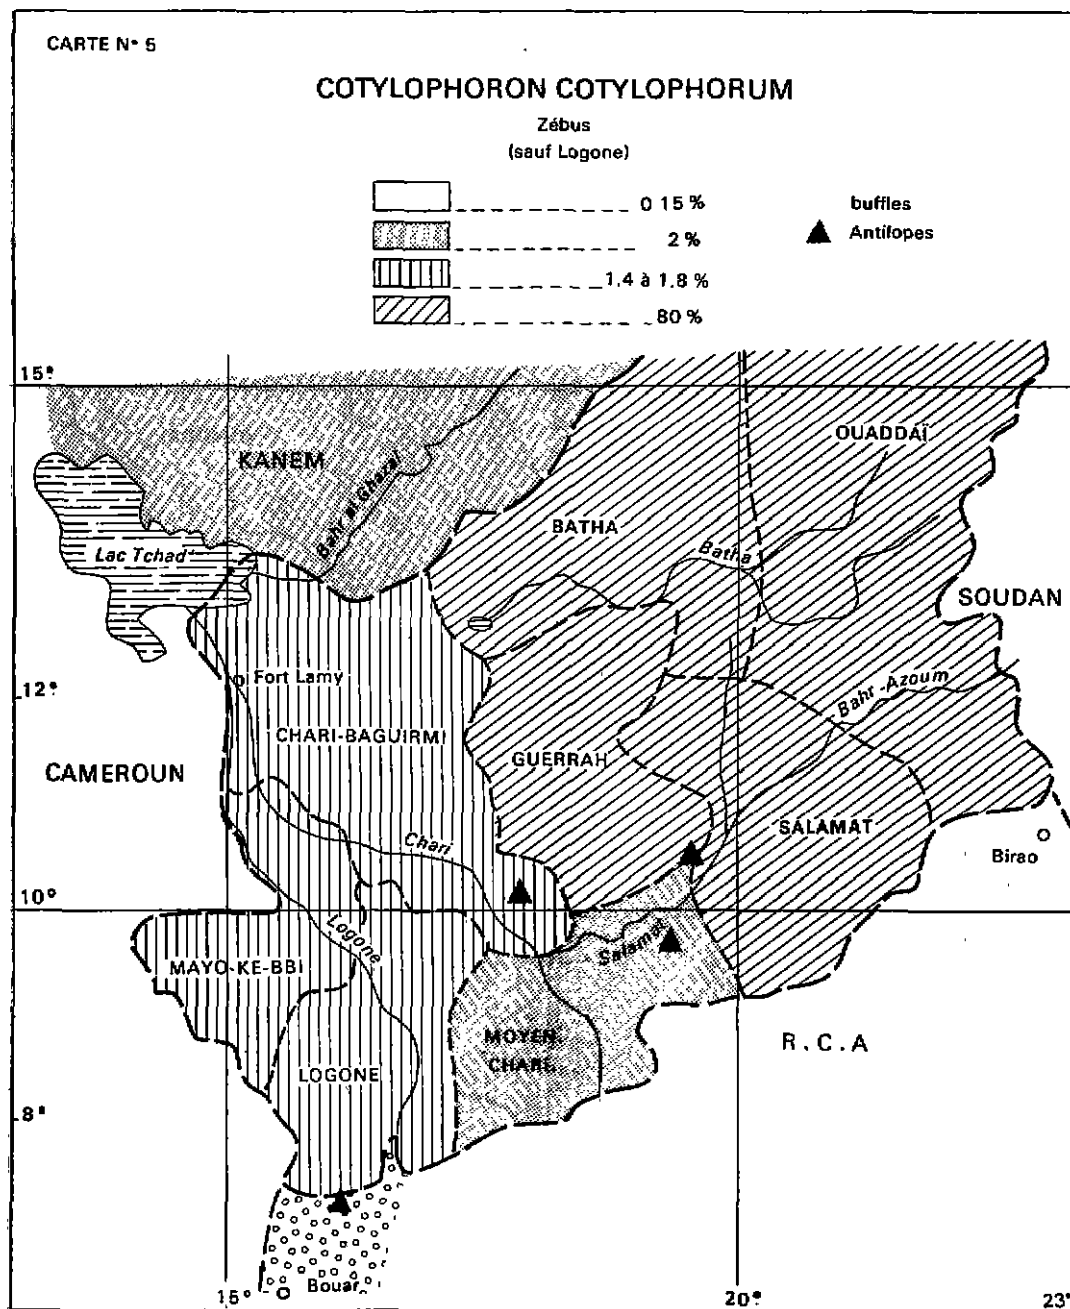 CARTE N° 5
COTYLOPHORON COTYLOPHORUM
Zébus
(sauf Logone)
0 15 %
2 %
1,4 à 1.8 %
80 %
buffles
Antilopes
15°
OUADDAÏ
KANEM
Bahr el Ghazal
BATHA
Batha
Lac Tchad
SOUDAN
12°
Fort Lamy
Bahr-Azoum
CHARI-BAGUIRMI
GUERRAH
CAMEROUN
SALAMAT
Chari
Birao
10°
Logone
Salamat
MAYO-KE-BBI
MOYEN
CHARI
R.C.A
LOGONE
8°
Bouar
15°
20°
23°